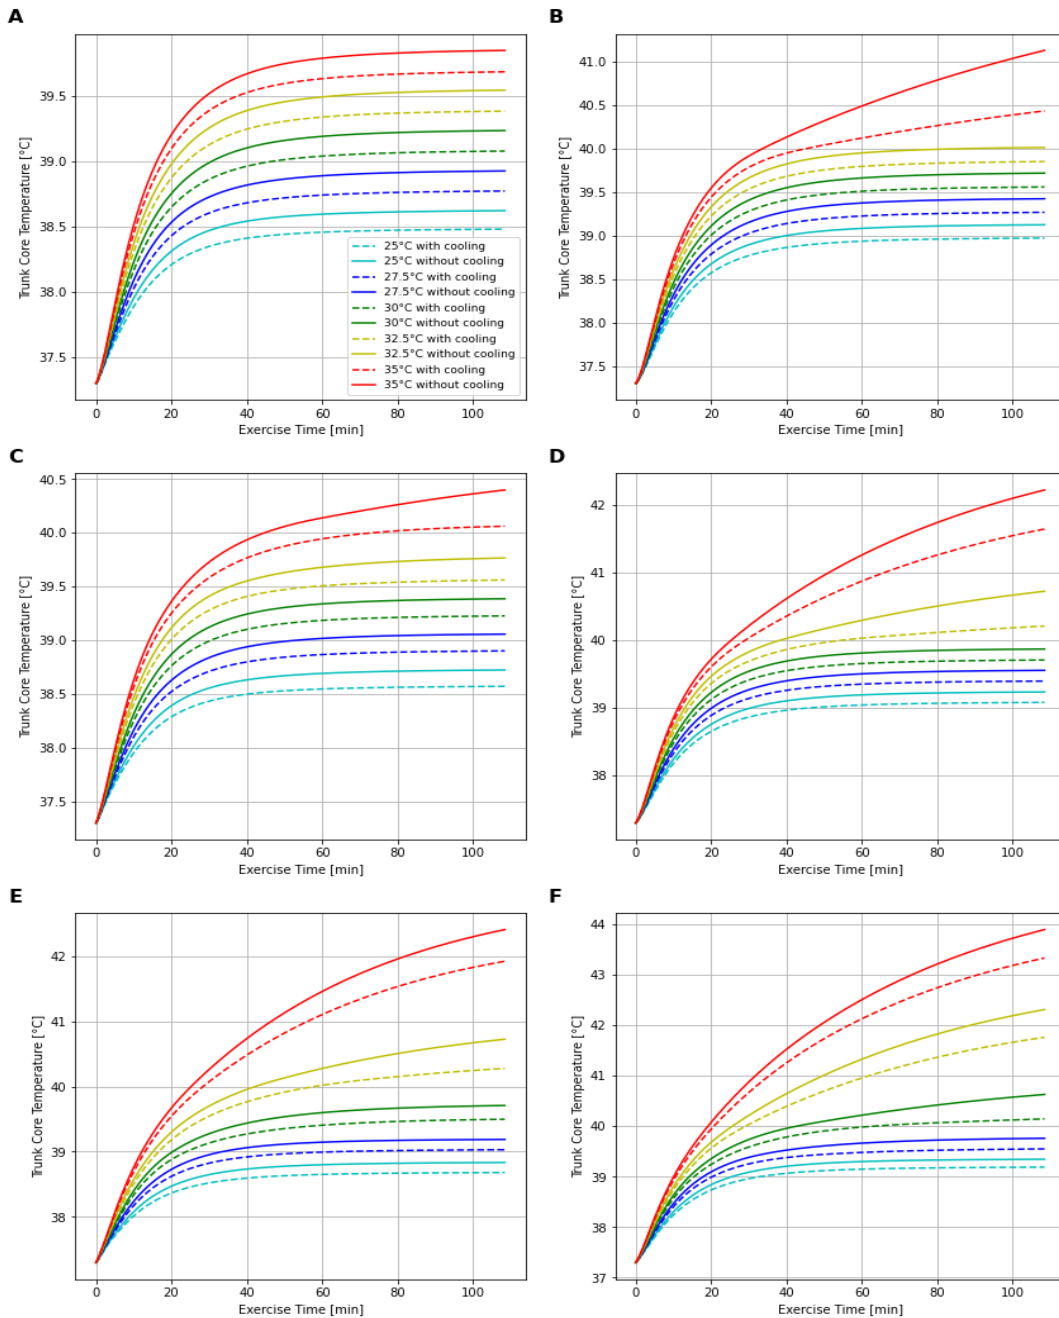 A
Trunk Core Temperature [°C]
39.5
39.0
38.5
38.0
37.5
25°C with cooling
25°C without cooling
27.5°C with cooling
27.5°C without cooling
30°C with cooling
30°C without cooling
32.5°C with cooling
32.5°C without cooling
35°C with cooling
35°C without cooling
0 20 40 60 80 100
Exercise Time [min]
B
Trunk Core Temperature [°C]
41.0
40.5
40.0
39.5
39.0
38.5
38.0
37.5
0 20 40 60 80 100
Exercise Time [min]
C
Trunk Core Temperature [°C]
40.5
40.0
39.5
39.0
38.5
38.0
37.5
0 20 40 60 80 100
Exercise Time [min]
D
Trunk Core Temperature [°C]
42
41
40
39
38
0 20 40 60 80 100
Exercise Time [min]
E
Trunk Core Temperature [°C]
42
41
40
39
38
0 20 40 60 80 100
Exercise Time [min]
F
Trunk Core Temperature [°C]
44
43
42
41
40
39
38
37
0 20 40 60 80 100
Exercise Time [min]